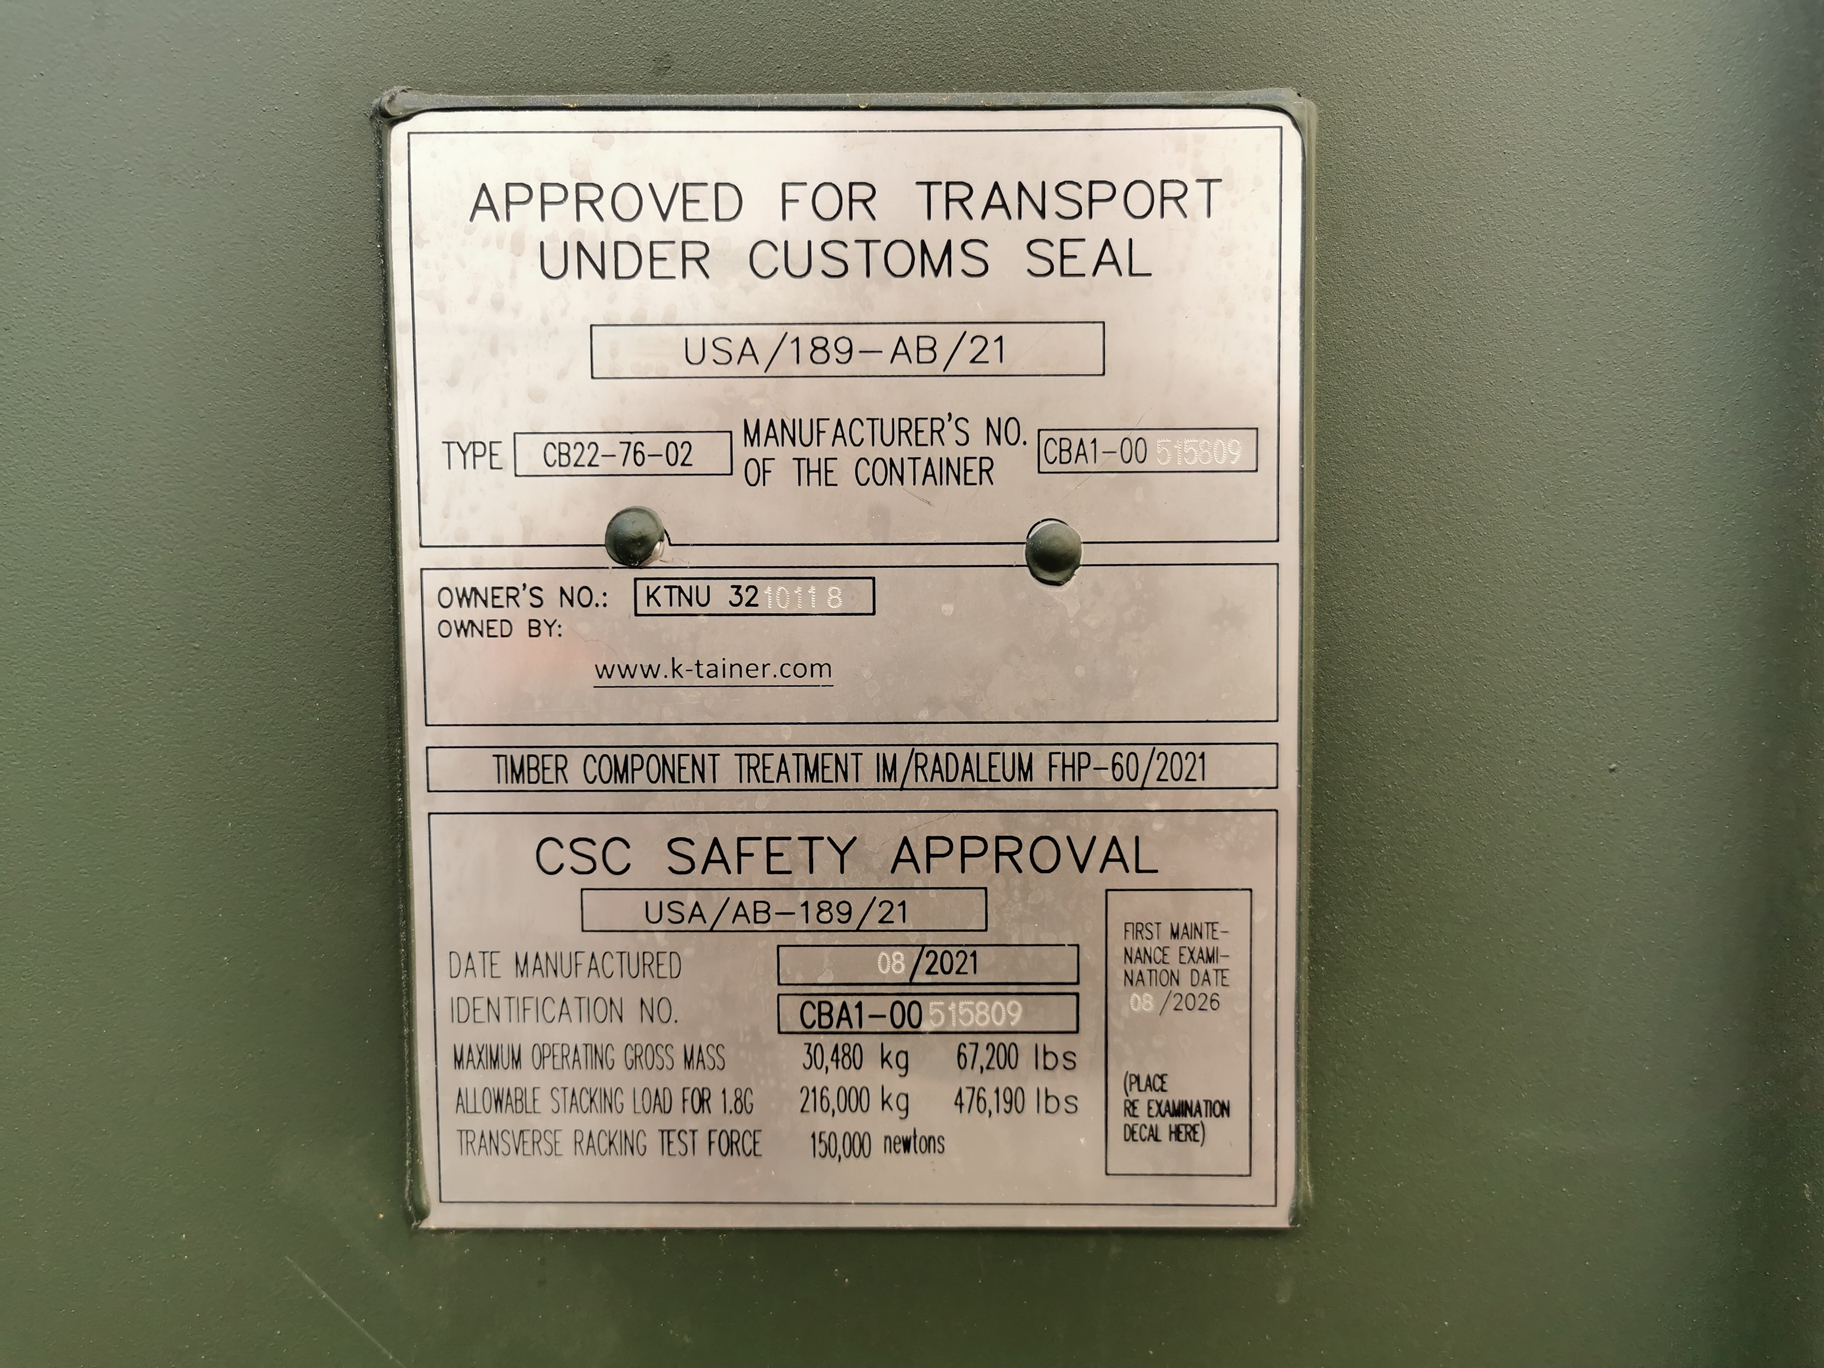 APPROVED FOR TRANSPORT
UNDER CUSTOMS SEAL
USA/189-AB/21
TYPE CB22-76-02 MANUFACTURER'S NO. OF THE CONTAINER CBA1-00 515809
OWNER'S NO.: KTNU 3210118
OWNED BY:
www.k-tainer.com
TIMBER COMPONENT TREATMENT IM/RADALEUM FHP-60/2021
CSC SAFETY APPROVAL
USA/AB-189/21
DATE MANUFACTURED 08/2021
IDENTIFICATION NO. CBA1-00 515809
MAXIMUM OPERATING GROSS MASS 30,480 kg 67,200 lbs
ALLOWABLE STACKING LOAD FOR 1.8G 216,000 kg 476,190 lbs
TRANSVERSE RACKING TEST FORCE 150,000 newtons
FIRST MAINTE-
NANCE EXAMI-
NATION DATE
08/2026
(PLACE
RE EXAMINATION
DECAL HERE)